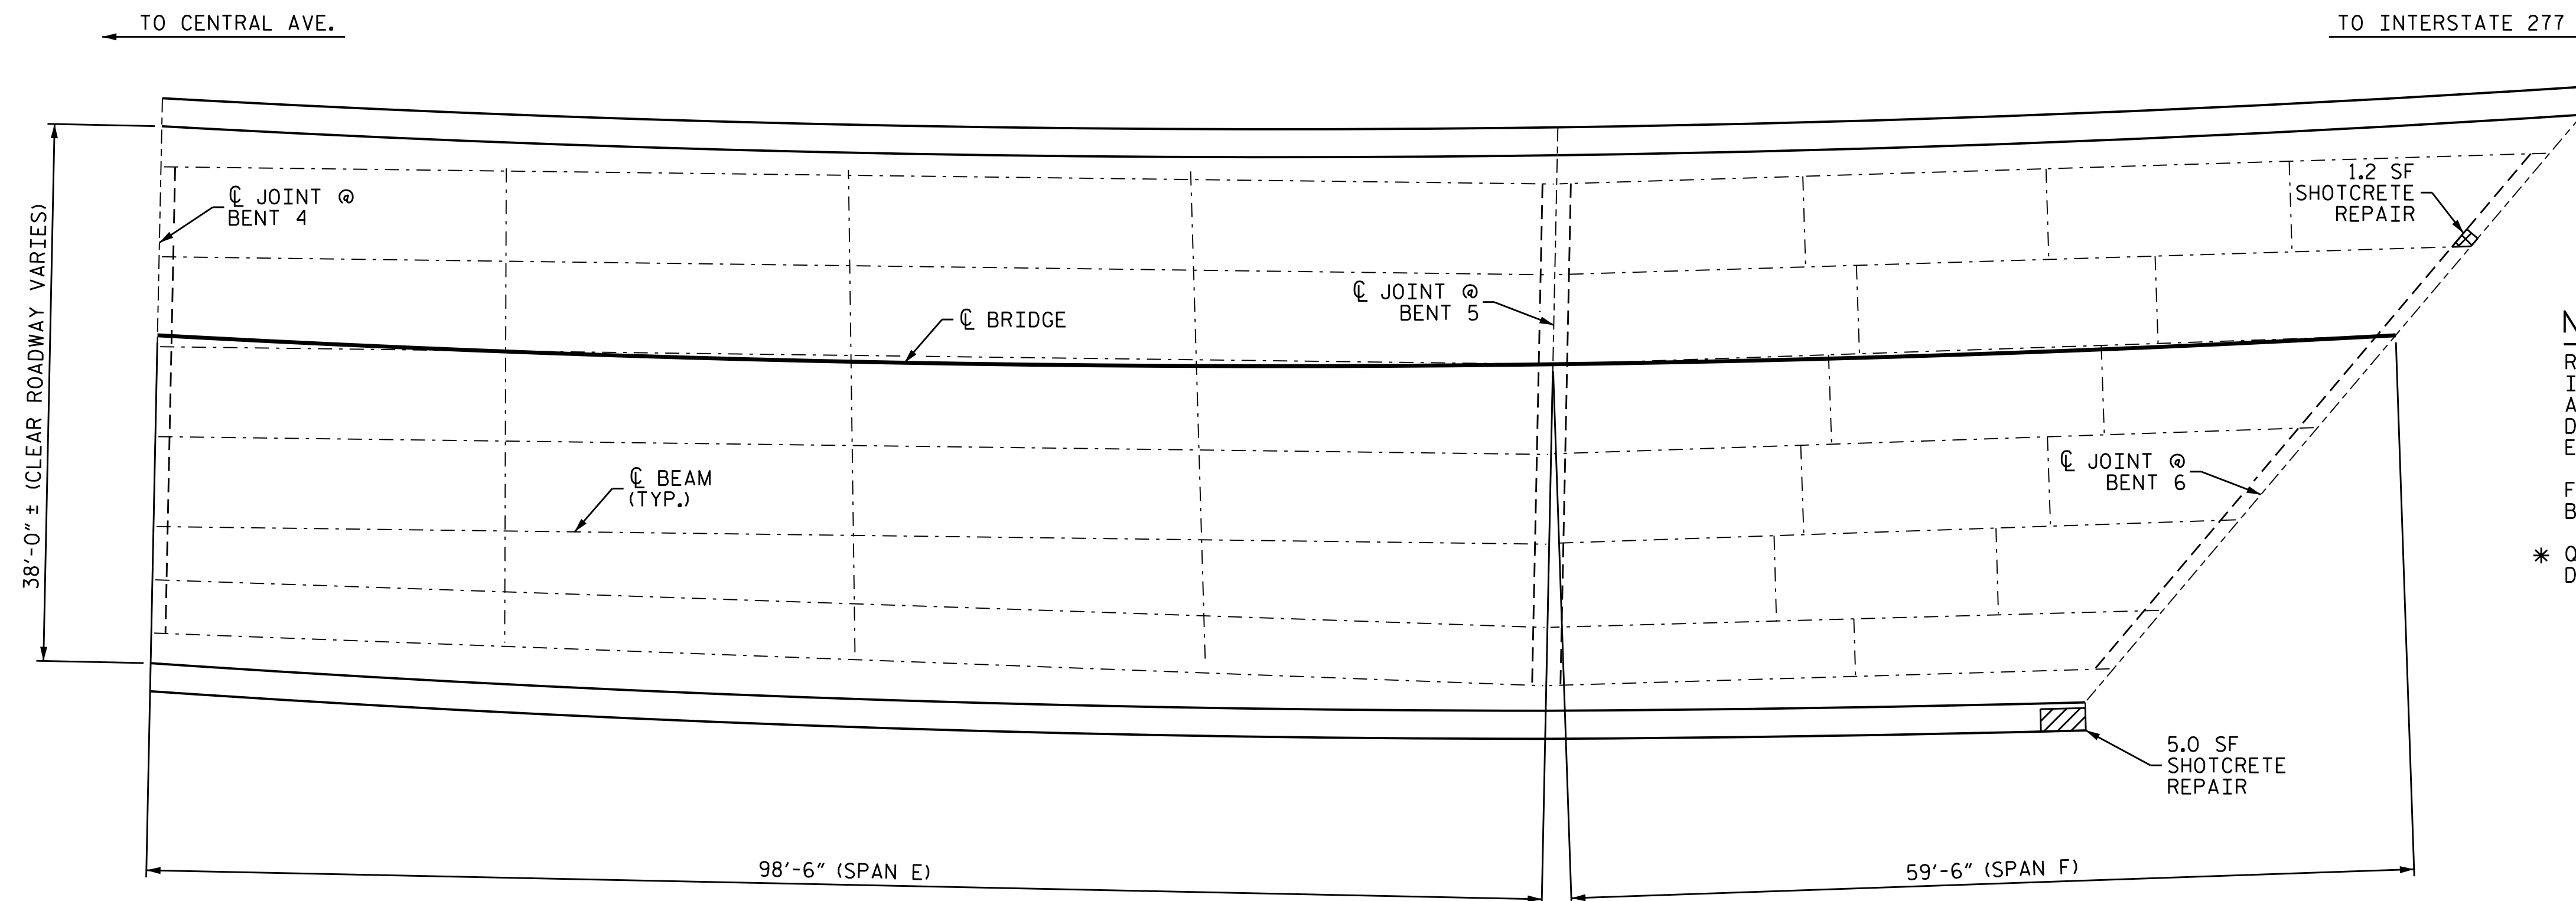 TO CENTRAL AVE.
TO INTERSTATE 277
38'-0" ± (CLEAR ROADWAY VARIES)
℄ JOINT @
BENT 4
℄ BRIDGE
℄ JOINT @
BENT 5
1.2 SF
SHOTCRETE
REPAIR
℄ BEAM
(TYP.)
℄ JOINT @
BENT 6
5.0 SF
SHOTCRETE
REPAIR
98'-6" (SPAN E)
59'-6" (SPAN F)